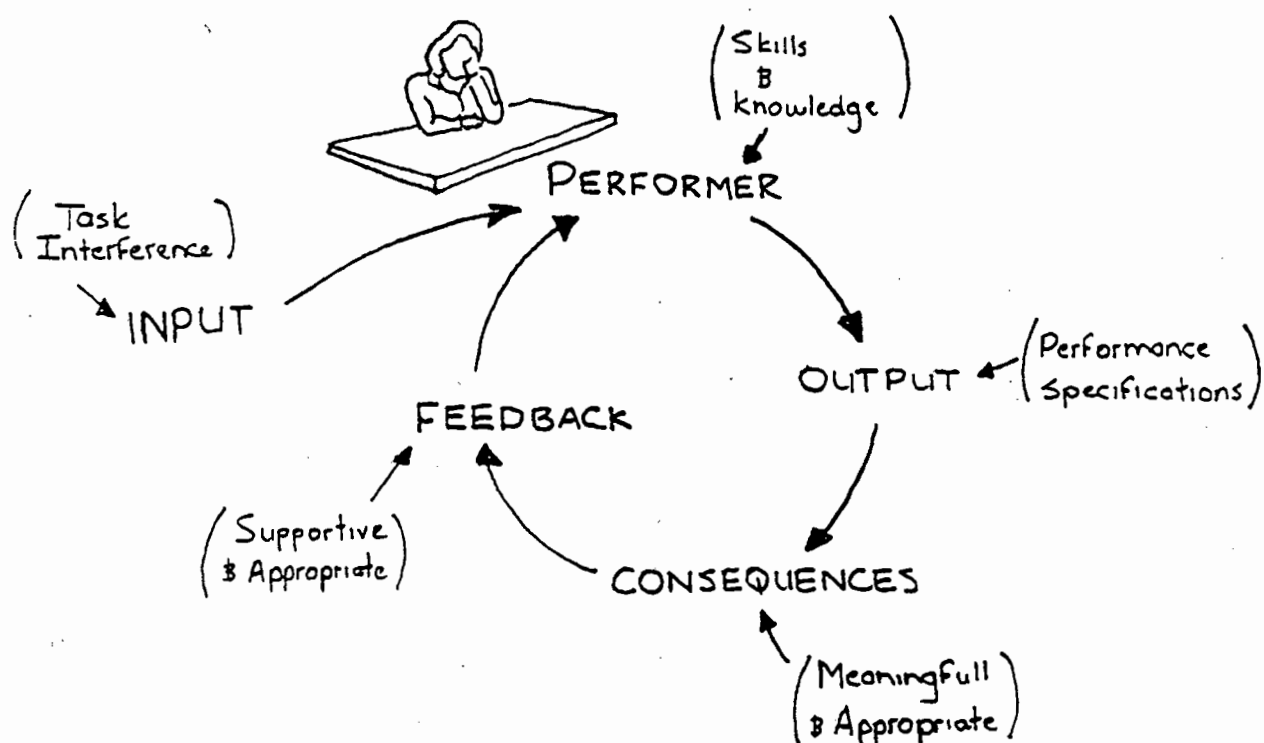 (Skills
&
Knowledge)
PERFORMER
(Task
Interference)
INPUT
OUTPUT
(Performance
Specifications)
FEEDBACK
(Supportive
& Appropriate)
CONSEQUENCES
(Meaningfull
& Appropriate)